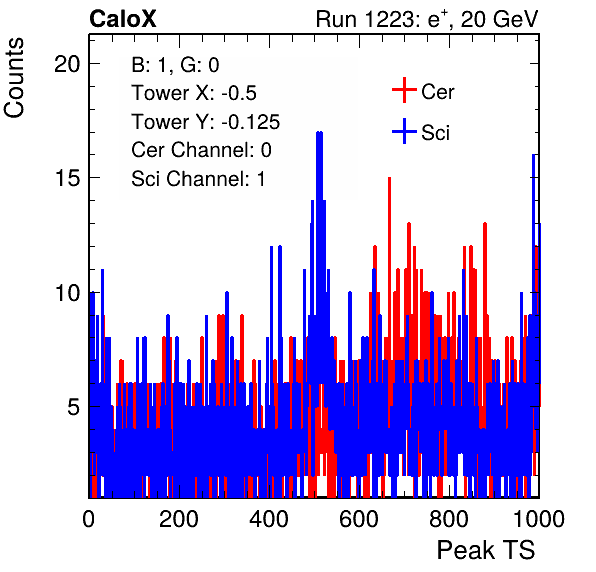 CaloX Run 1223: e+, 20 GeV
Counts
B: 1, G: 0
Tower X: -0.5
Tower Y: -0.125
Cer Channel: 0
Sci Channel: 1
Cer
Sci
20
15
10
5
0 200 400 600 800 1000
Peak TS